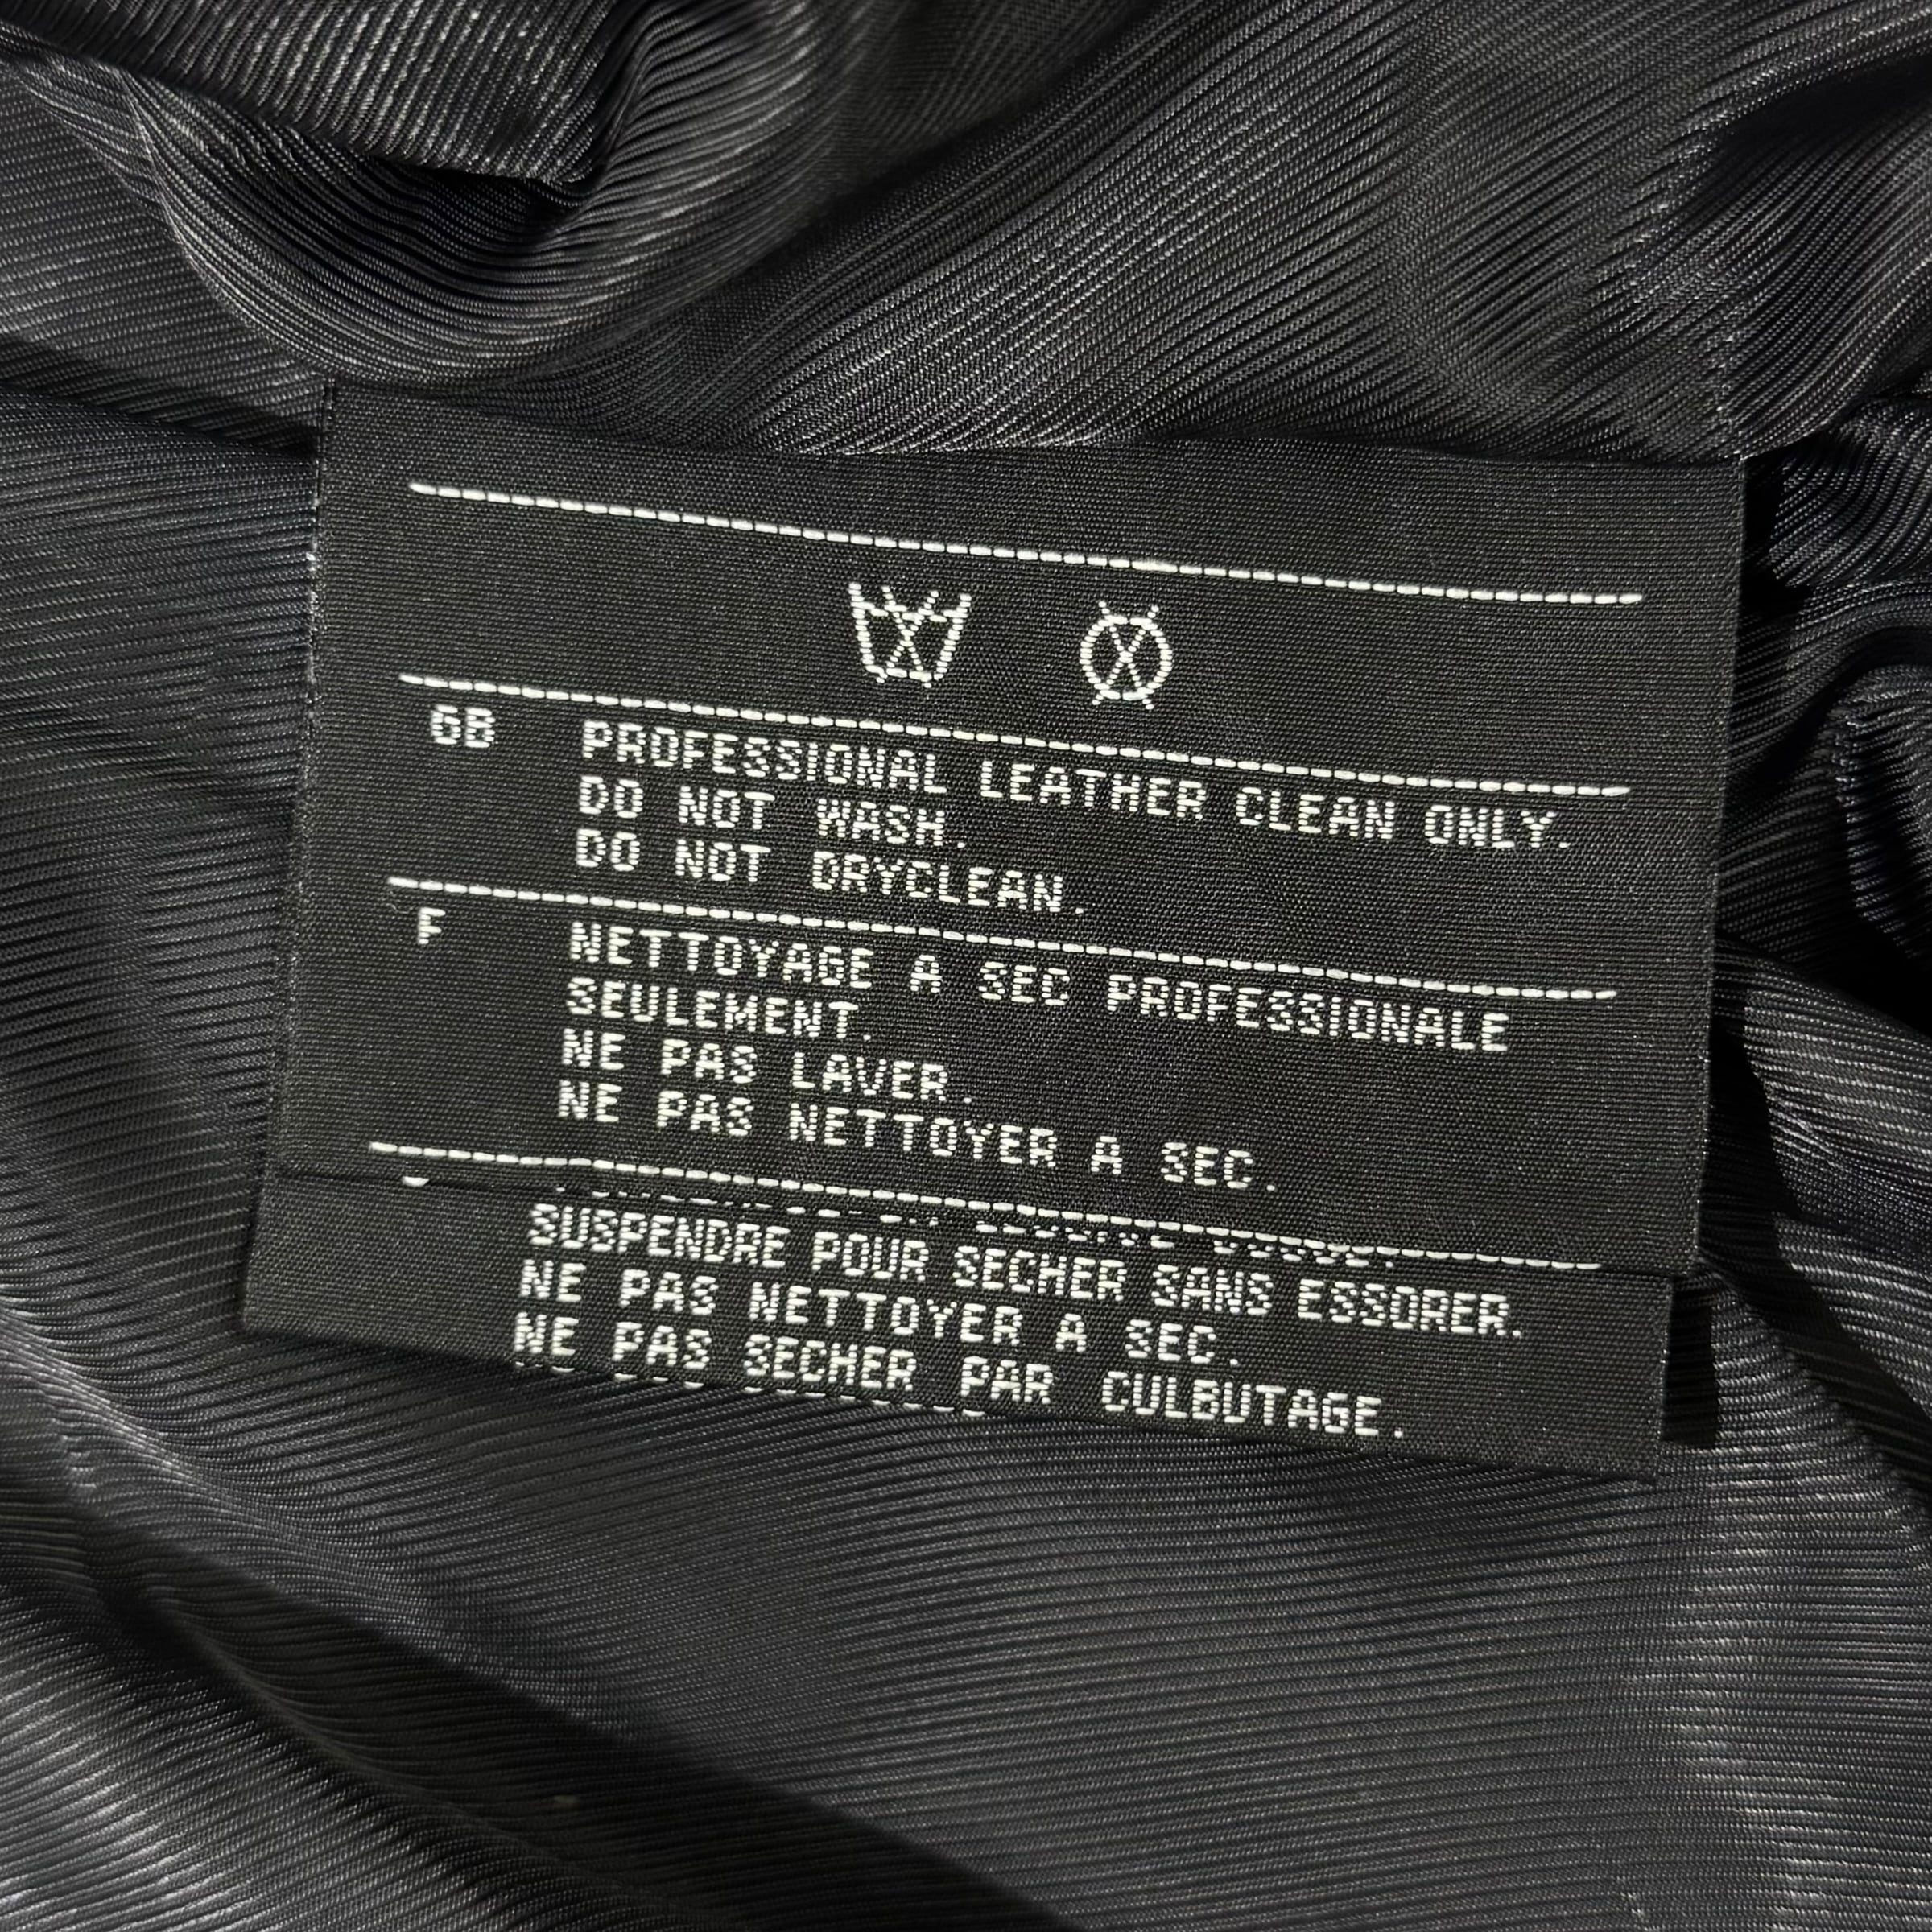 GB PROFESSIONAL LEATHER CLEAN ONLY.
DO NOT WASH.
DO NOT DRYCLEAN.
F NETTOYAGE A SEC PROFESSIONALE
SEULEMENT.
NE PAS LAVER.
NE PAS NETTOYER A SEC.
SUSPENDRE POUR SECHER SANS ESSORER.
NE PAS NETTOYER A SEC.
NE PAS SECHER PAR CULBUTAGE.